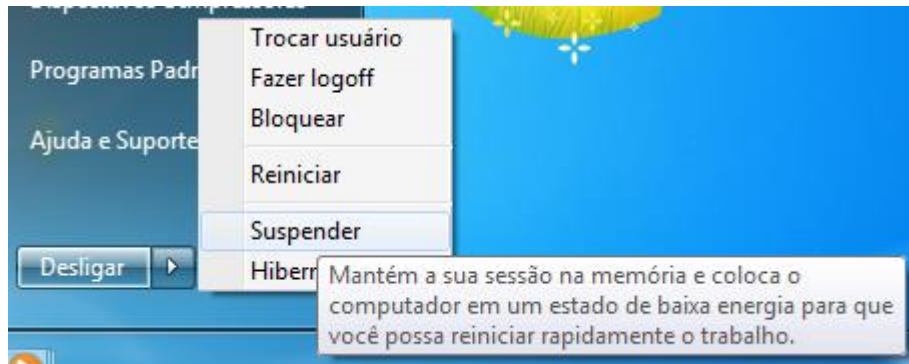 Trocar usuário
Programas Padr
Fazer logoff
Bloquear
Ajuda e Suporte
Reiniciar
Suspender
Desligar
Hibern
Mantém a sua sessão na memória e coloca o
computador em um estado de baixa energia para que
você possa reiniciar rapidamente o trabalho.